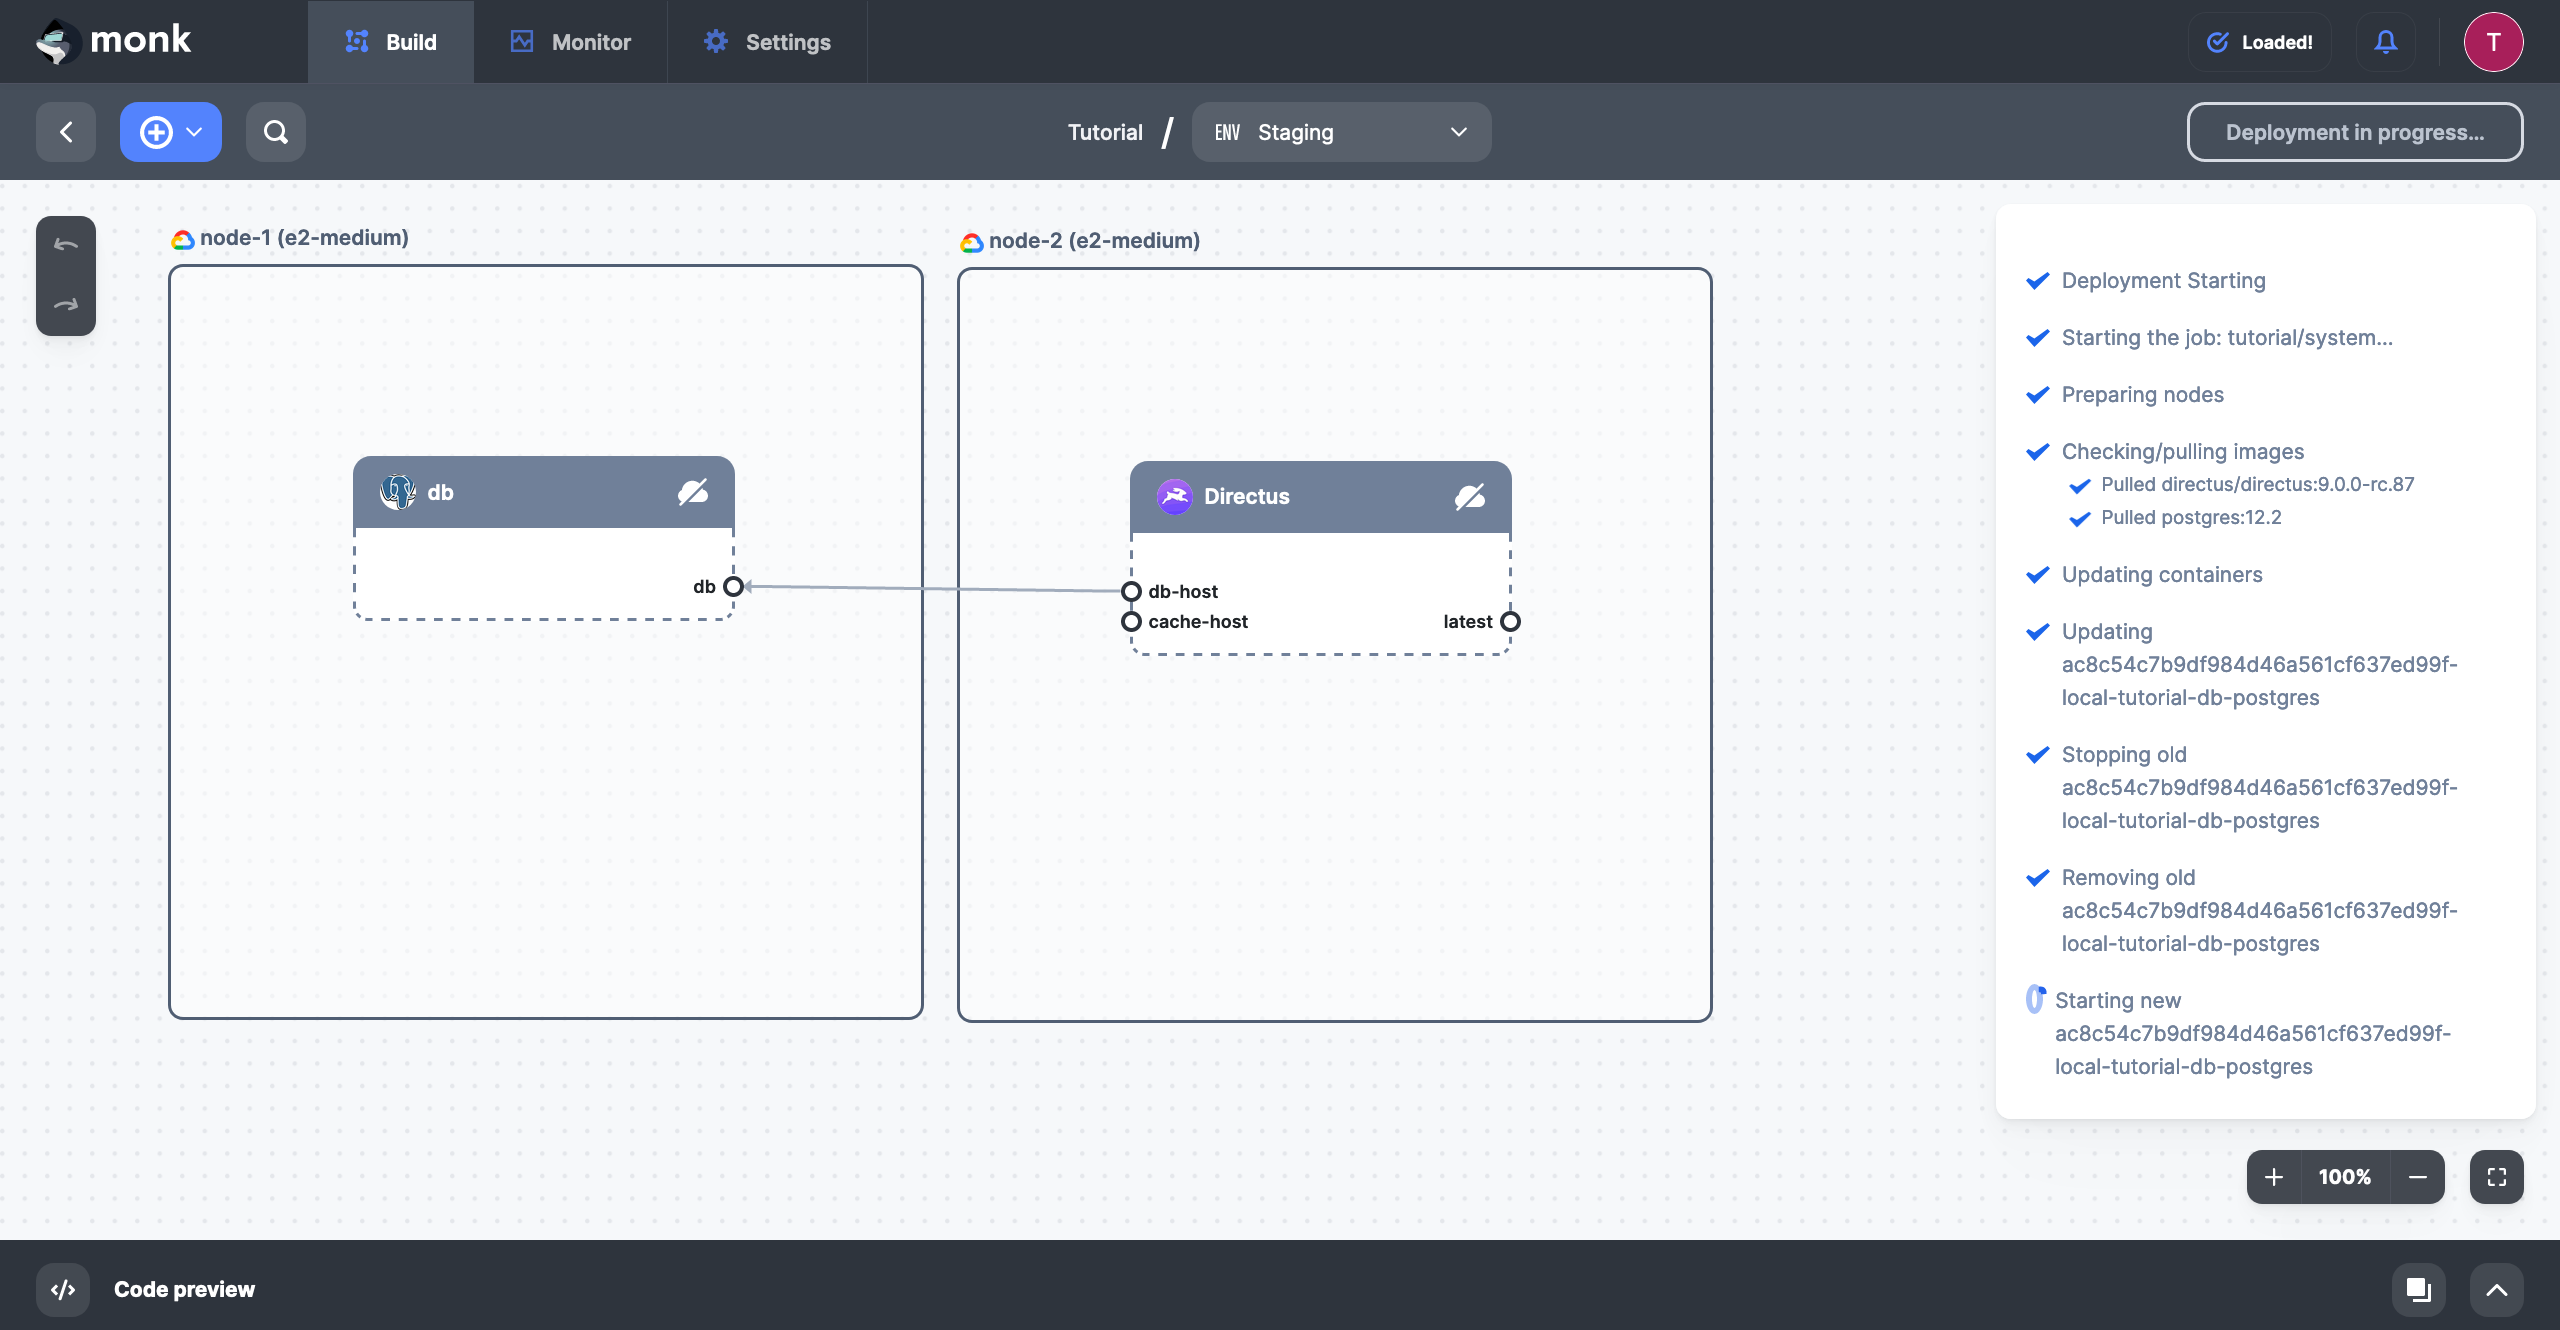 monk
Build
Monitor
Settings
Loaded!
T
Tutorial / ENV Staging
Deployment in progress...
node-1 (e2-medium)
node-2 (e2-medium)
db
db
Directus
db-host
cache-host
latest
Deployment Starting
Starting the job: tutorial/system...
Preparing nodes
Checking/pulling images
Pulled directus/directus:9.0.0-rc.87
Pulled postgres:12.2
Updating containers
Updating
ac8c54c7b9df984d46a561cf637ed99f-
local-tutorial-db-postgres
Stopping old
ac8c54c7b9df984d46a561cf637ed99f-
local-tutorial-db-postgres
Removing old
ac8c54c7b9df984d46a561cf637ed99f-
local-tutorial-db-postgres
Starting new
ac8c54c7b9df984d46a561cf637ed99f-
local-tutorial-db-postgres
100%
Code preview